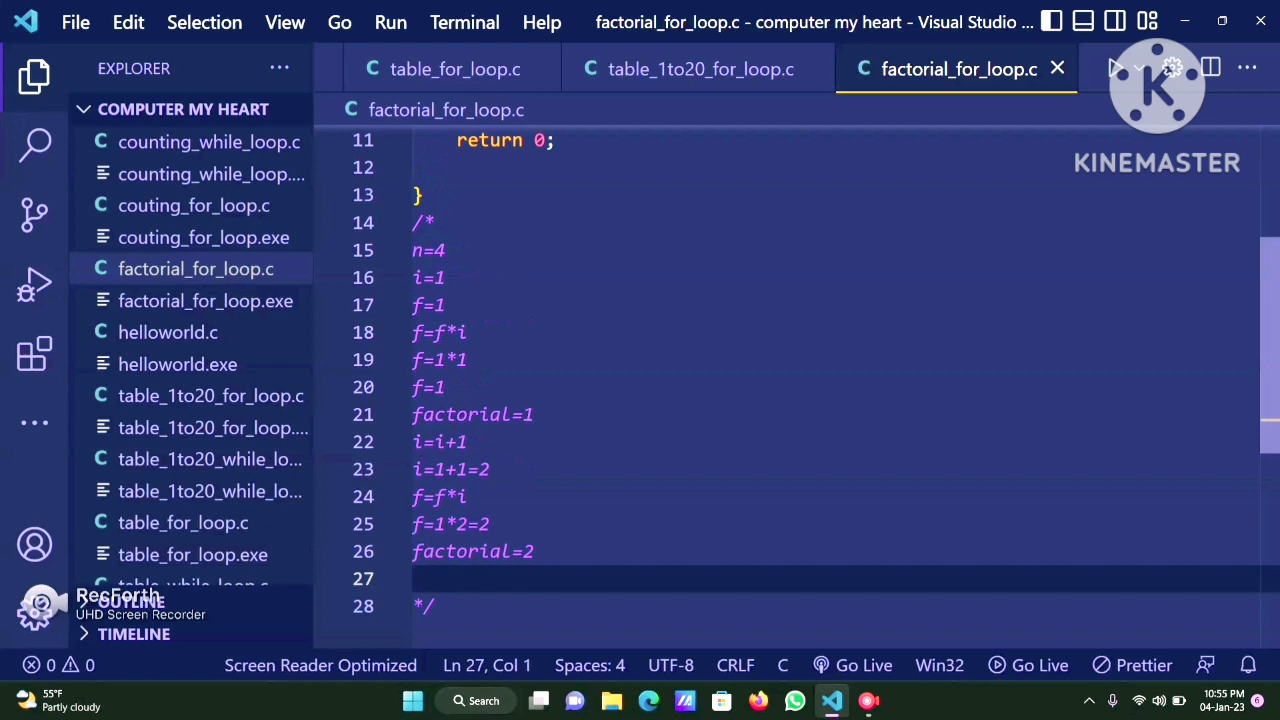 File Edit Selection View Go Run Terminal Help factorial_for_loop.c - computer my heart - Visual Studio ...
EXPLORER ...
table_for_loop.c table_1to20_for_loop.c factorial_for_loop.c
COMPUTER MY HEART
factorial_for_loop.c
counting_while_loop.c
counting_while_loop....
couting_for_loop.c
couting_for_loop.exe
factorial_for_loop.c
factorial_for_loop.exe
helloworld.c
helloworld.exe
table_1to20_for_loop.c
table_1to20_for_loop....
table_1to20_while_lo...
table_1to20_while_lo...
table_for_loop.c
table_for_loop.exe
table_while_loop.c
OUTLINE
TIMELINE
11 return 0;
12
13 }
14 /*
15 n=4
16 i=1
17 f=1
18 f=f*i
19 f=1*1
20 f=1
21 factorial=1
22 i=i+1
23 i=1+1=2
24 f=f*i
25 f=1*2=2
26 factorial=2
27
28 */
K
KINEMASTER
RecForth
UHD Screen Recorder
0 0 Screen Reader Optimized Ln 27, Col 1 Spaces: 4 UTF-8 CRLF C Go Live Win32 Go Live Prettier
55°F
Partly cloudy
Search
10:55 PM
04-Jan-23
6